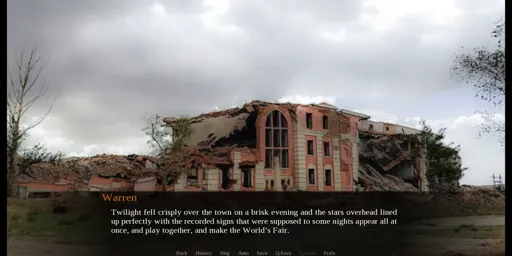 Warren
Twilight fell crisply over the town on a brisk evening and the stars overhead lined
up perfectly with the recorded signs that were supposed to some nights appear all at
once, and play together, and make the World's Fair.
Back History Skip Auto Save Q.Save Q.Load Prefs